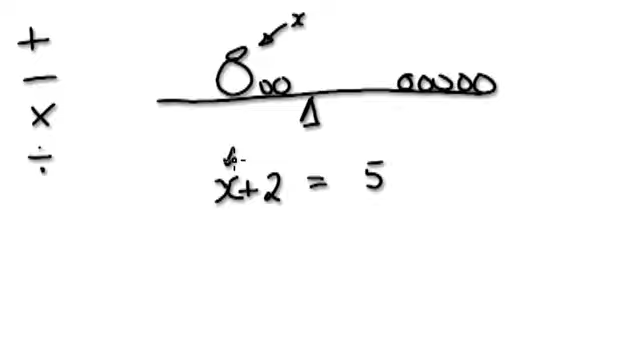 x
+
−
×
÷
x + 2 = 5